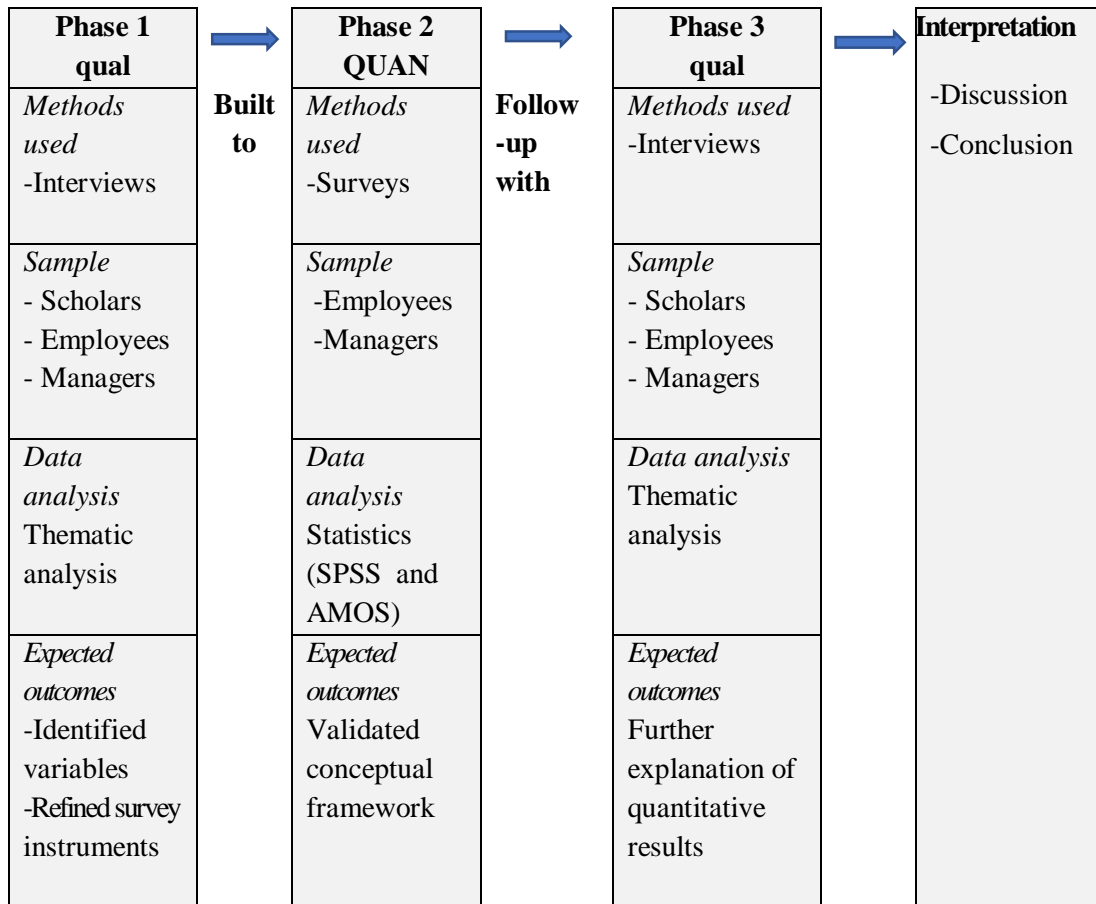 Phase 1
qual
Methods
used
-Interviews
Sample
- Scholars
- Employees
- Managers
Data
analysis
Thematic
analysis
Expected
outcomes
-Identified
variables
-Refined survey
instruments
Built
to
Phase 2
QUAN
Methods
used
-Surveys
Sample
-Employees
-Managers
Data
analysis
Statistics
(SPSS and
AMOS)
Expected
outcomes
Validated
conceptual
framework
Follow
-up
with
Phase 3
qual
Methods used
-Interviews
Sample
- Scholars
- Employees
- Managers
Data analysis
Thematic
analysis
Expected
outcomes
Further
explanation of
quantitative
results
Interpretation
-Discussion
-Conclusion